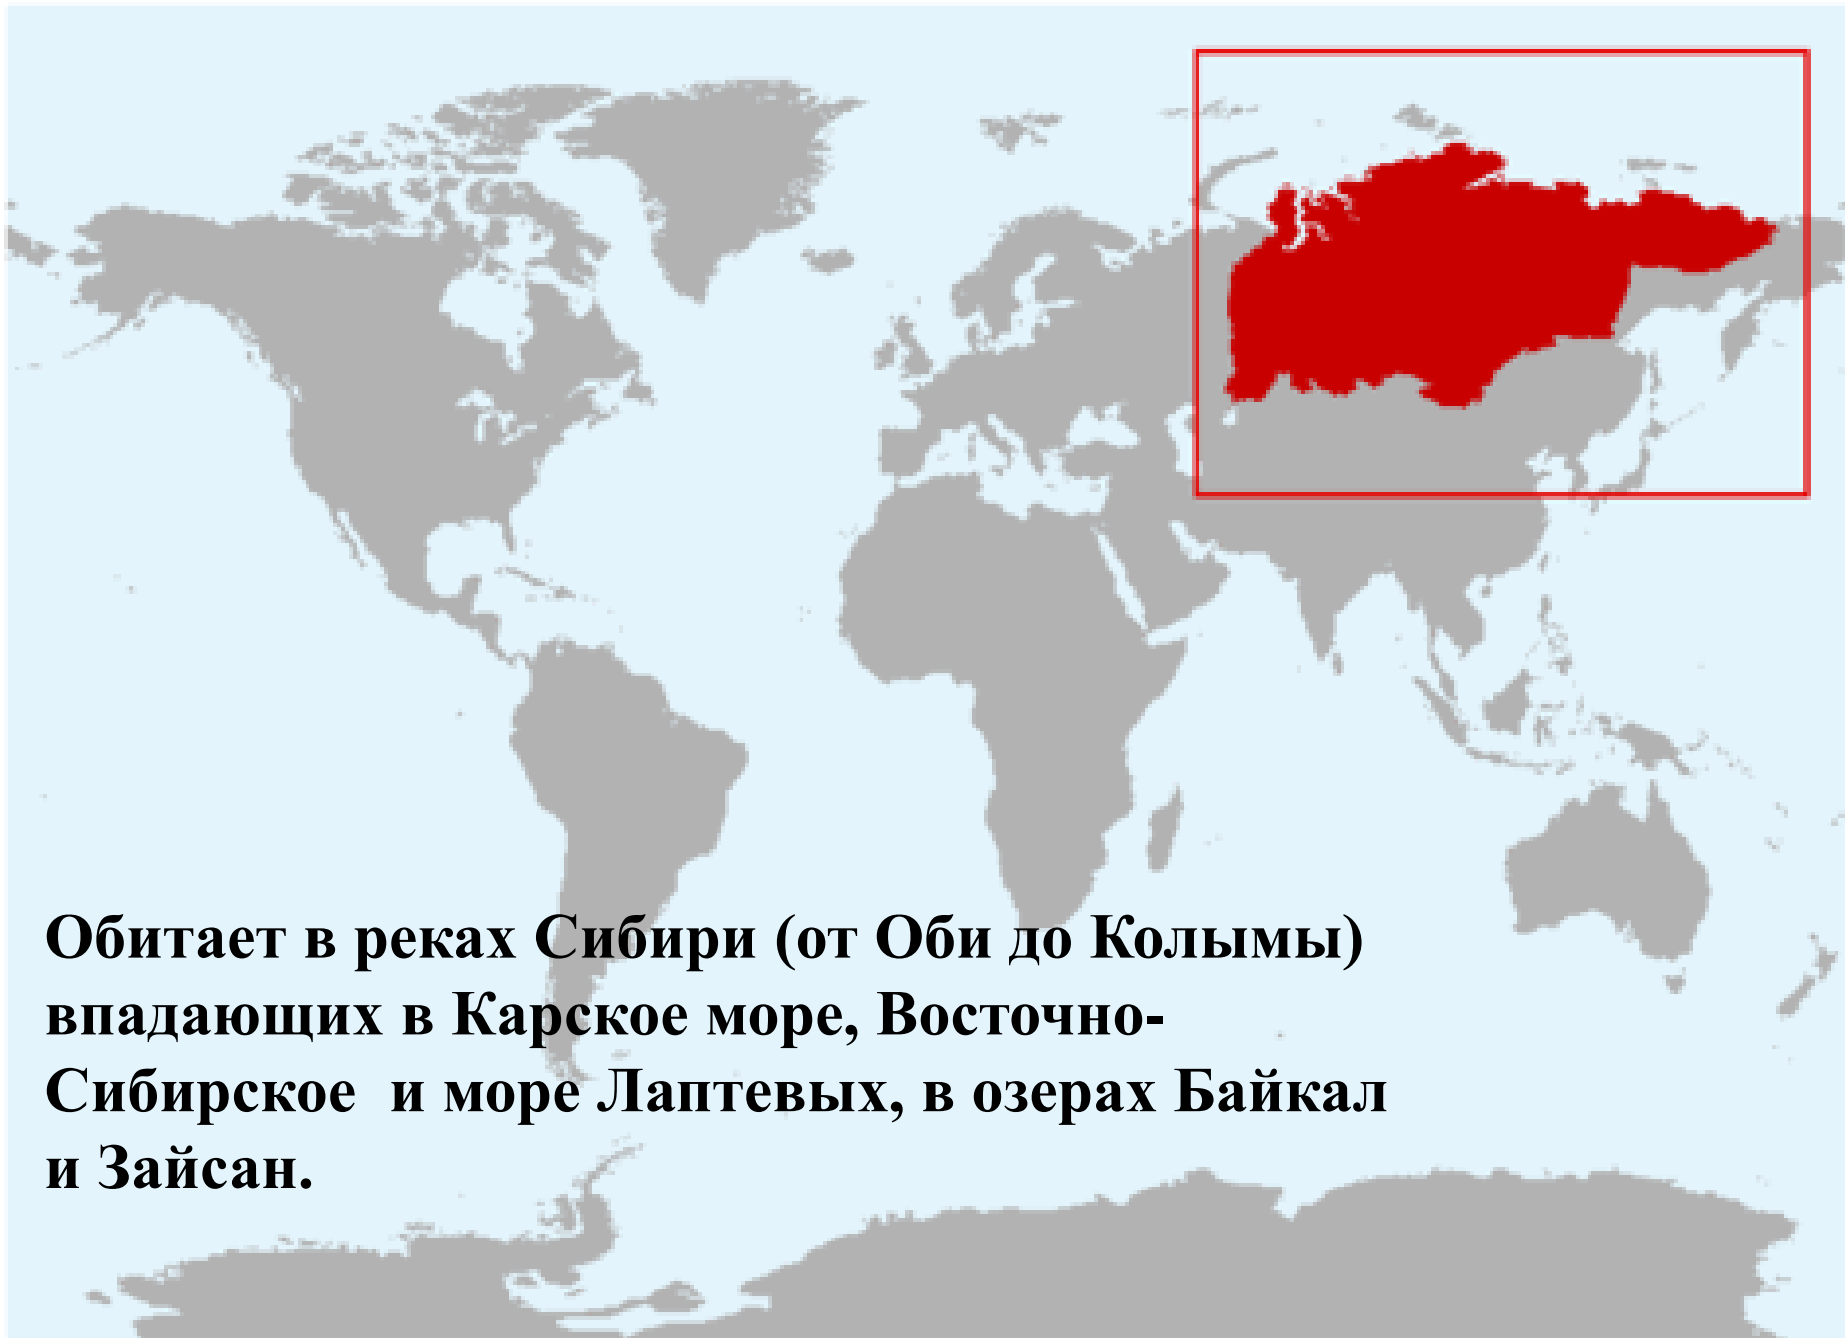 Обитает в реках Сибири (от Оби до Колымы)
впадающих в Карское море, Восточно-
Сибирское  и море Лаптевых, в озерах Байкал
и Зайсан.